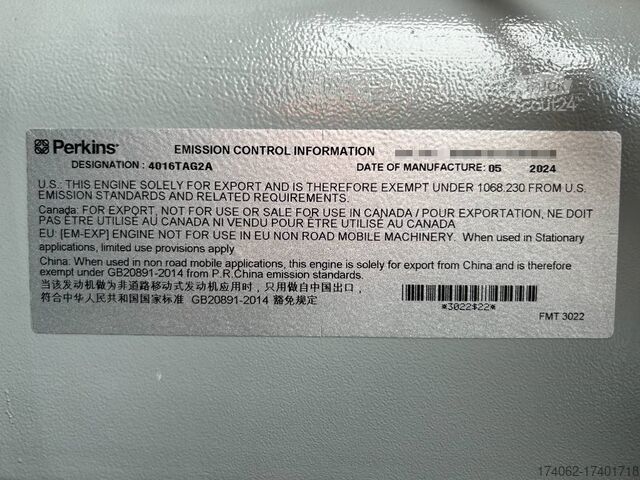 Perkins
EMISSION CONTROL INFORMATION
DESIGNATION : 4016TAG2A
DATE OF MANUFACTURE: 05 2024
U.S.: THIS ENGINE SOLELY FOR EXPORT AND IS THEREFORE EXEMPT UNDER 1068.230 FROM U.S.
EMISSION STANDARDS AND RELATED REQUIREMENTS.
Canada: FOR EXPORT, NOT FOR USE OR SALE FOR USE IN CANADA / POUR EXPORTATION, NE DOIT
PAS ÊTRE UTILISE AU CANADA NI VENDU POUR ÊTRE UTILISÉ AU CANADA
EU: [EM-EXP] ENGINE NOT FOR USE IN EU NON ROAD MOBILE MACHINERY. When used in Stationary
applications, limited use provisions apply
China: When used in non road mobile applications, this engine is solely for export from China and is therefore
exempt under GB20891-2014 from P.R.China emission standards.
当该发动机做为非道路移动式发动机应用时，只用做自中国出口，
符合中华人民共和国国家标准 GB20891-2014 豁免规定
*3022$22*
FMT 3022
174062-17401718